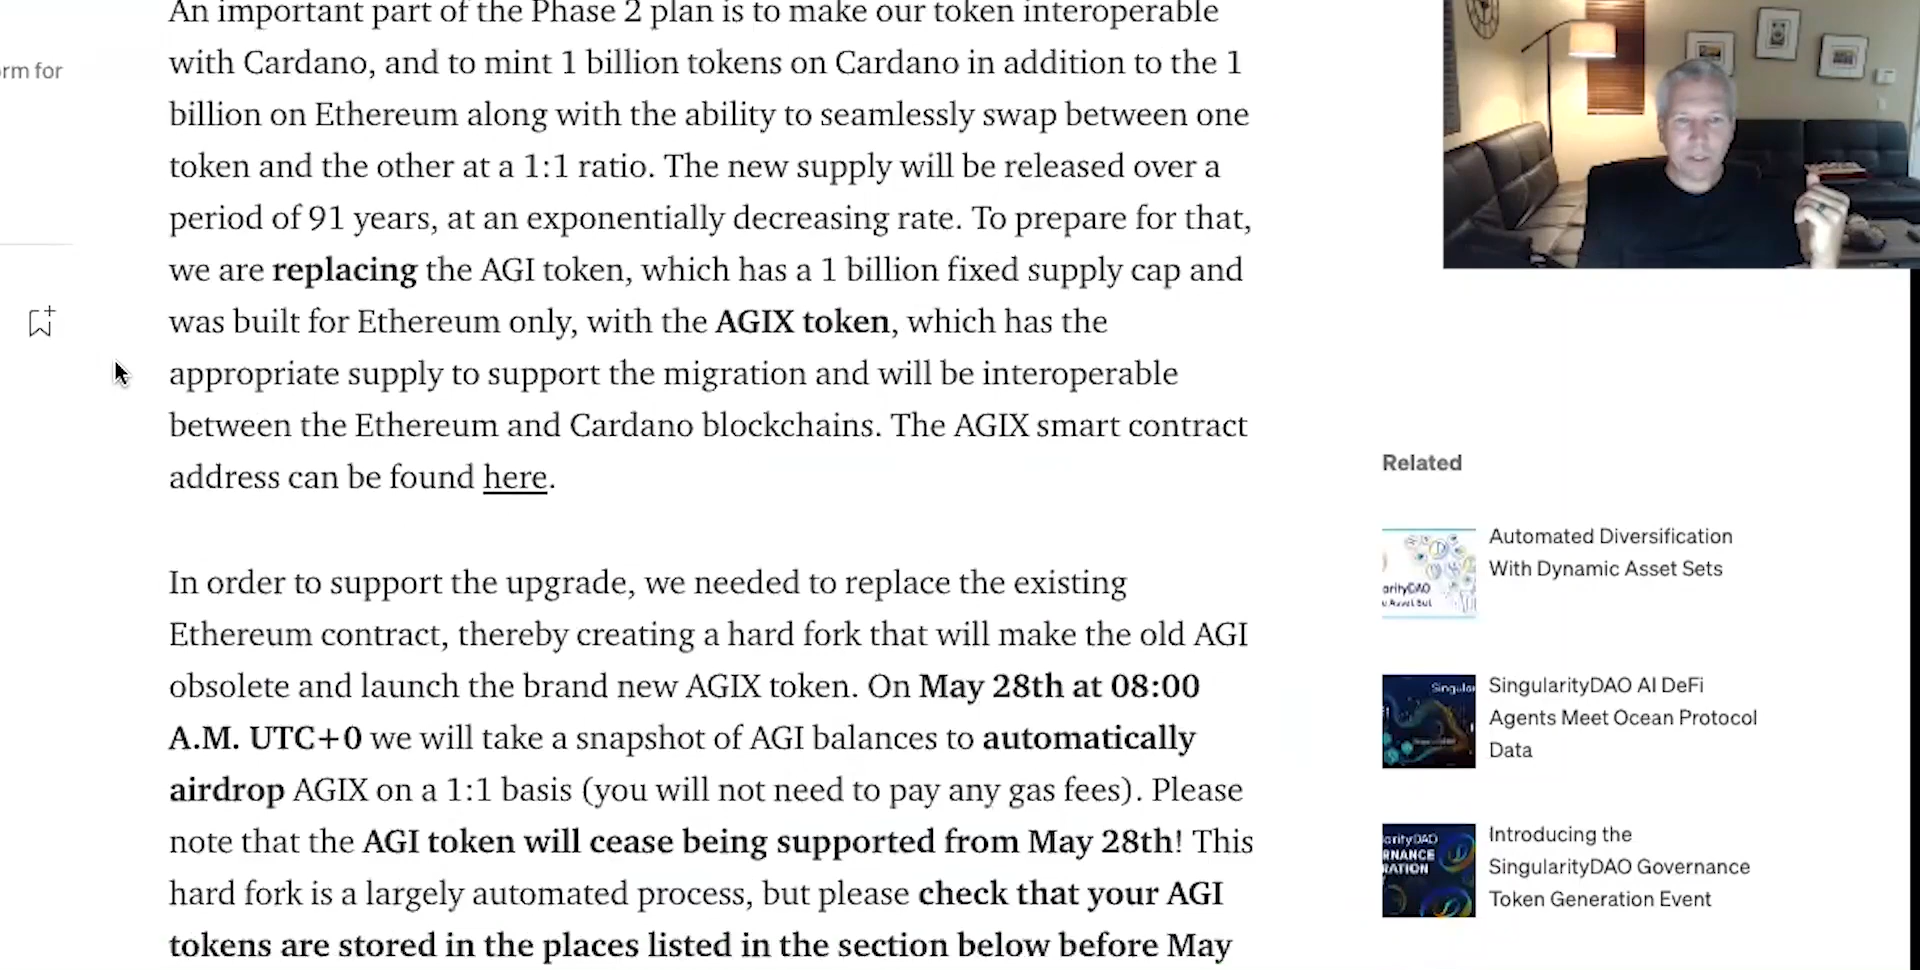 An important part of the Phase 2 plan is to make our token interoperable
with Cardano, and to mint 1 billion tokens on Cardano in addition to the 1
billion on Ethereum along with the ability to seamlessly swap between one
token and the other at a 1:1 ratio. The new supply will be released over a
period of 91 years, at an exponentially decreasing rate. To prepare for that,
we are replacing the AGI token, which has a 1 billion fixed supply cap and
was built for Ethereum only, with the AGIX token, which has the
appropriate supply to support the migration and will be interoperable
between the Ethereum and Cardano blockchains. The AGIX smart contract
address can be found here.
In order to support the upgrade, we needed to replace the existing
Ethereum contract, thereby creating a hard fork that will make the old AGI
obsolete and launch the brand new AGIX token. On May 28th at 08:00
A.M. UTC+0 we will take a snapshot of AGI balances to automatically
airdrop AGIX on a 1:1 basis (you will not need to pay any gas fees). Please
note that the AGI token will cease being supported from May 28th! This
hard fork is a largely automated process, but please check that your AGI
tokens are stored in the places listed in the section below before May
orm for
Related
arityDAO
Automated Diversification
With Dynamic Asset Sets
Singular
SingularityDAO AI DeFi
Agents Meet Ocean Protocol
Data
arityDAO
RNANCE
RATION
Introducing the
SingularityDAO Governance
Token Generation Event